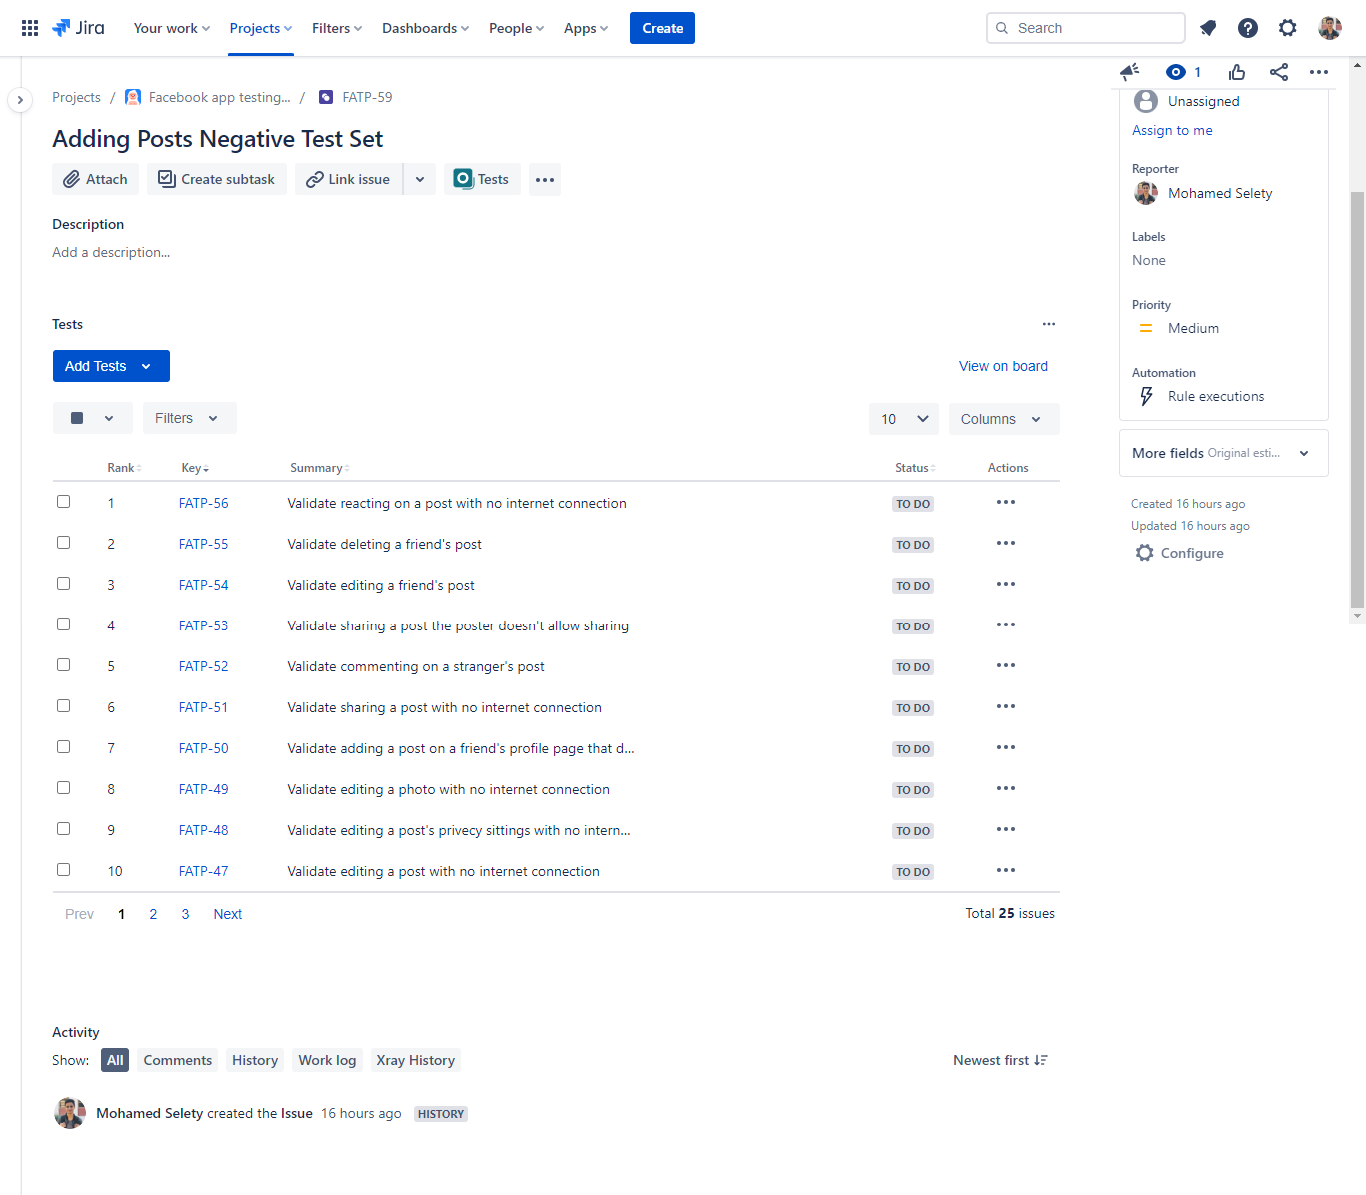 Jira Your work Projects Filters Dashboards People Apps Create Search
1
Projects / Facebook app testing... / FATP-59
Unassigned
Assign to me
Adding Posts Negative Test Set
Attach Create subtask Link issue Tests
Reporter
Mohamed Selety
Description
Add a description...
Labels
None
Priority
Medium
Tests
Add Tests View on board
Automation
Rule executions
Filters 10 Columns
More fields Original esti...
Rank Key Summary Status Actions
1 FATP-56 Validate reacting on a post with no internet connection TO DO
Created 16 hours ago
Updated 16 hours ago
Configure
2 FATP-55 Validate deleting a friend's post TO DO
3 FATP-54 Validate editing a friend's post TO DO
4 FATP-53 Validate sharing a post the poster doesn't allow sharing TO DO
5 FATP-52 Validate commenting on a stranger's post TO DO
6 FATP-51 Validate sharing a post with no internet connection TO DO
7 FATP-50 Validate adding a post on a friend's profile page that d... TO DO
8 FATP-49 Validate editing a photo with no internet connection TO DO
9 FATP-48 Validate editing a post's privecy sittings with no intern... TO DO
10 FATP-47 Validate editing a post with no internet connection TO DO
Prev 1 2 3 Next Total 25 issues
Activity
Show: All Comments History Work log Xray History Newest first
Mohamed Selety created the Issue 16 hours ago HISTORY